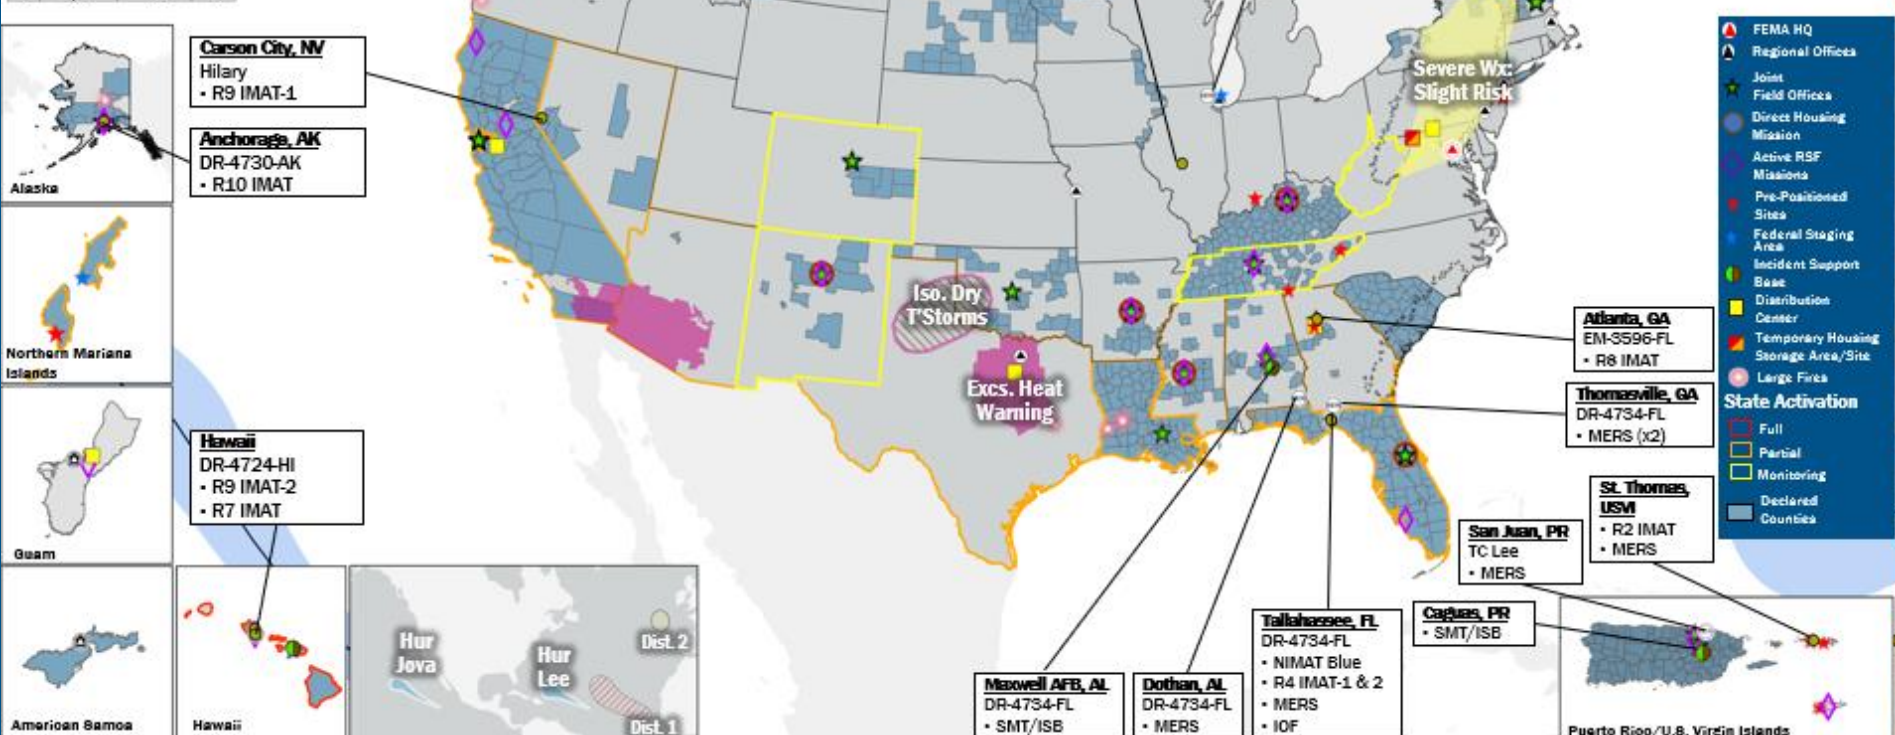 Carson City, NV
Hilary
• R9 IMAT-1
Anchorage, AK
DR-4730-AK
• R10 IMAT
Alaska
Northern Mariana
Islands
Guam
Hawaii
DR-4724-HI
• R9 IMAT-2
• R7 IMAT
American Samoa
Hawaii
Hur
Jova
Hur
Lee
Dist. 2
Dist. 1
Iso. Dry
T'Storms
Excs. Heat
Warning
Severe Wx:
Slight Risk
Maxwell AFB, AL
DR-4734-FL
• SMT/ISB
Dothan, AL
DR-4734-FL
• MERS
Tallahassee, FL
DR-4734-FL
• NIMAT Blue
• R4 IMAT-1 & 2
• MERS
• IOF
Atlanta, GA
EM-3596-FL
• R8 IMAT
Thomasville, GA
DR-4734-FL
• MERS (x2)
St. Thomas,
USVI
• R2 IMAT
• MERS
San Juan, PR
TC Lee
• MERS
Caguas, PR
• SMT/ISB
Puerto Rico/U.S. Virgin Islands
FEMA HQ
Regional Offices
Joint
Field Offices
Direct Housing
Mission
Active RSF
Missions
Pre-Positioned
Sites
Federal Staging
Area
Incident Support
Base
Distribution
Center
Temporary Housing
Storage Area/Site
Large Fires
State Activation
Full
Partial
Monitoring
Declared
Counties